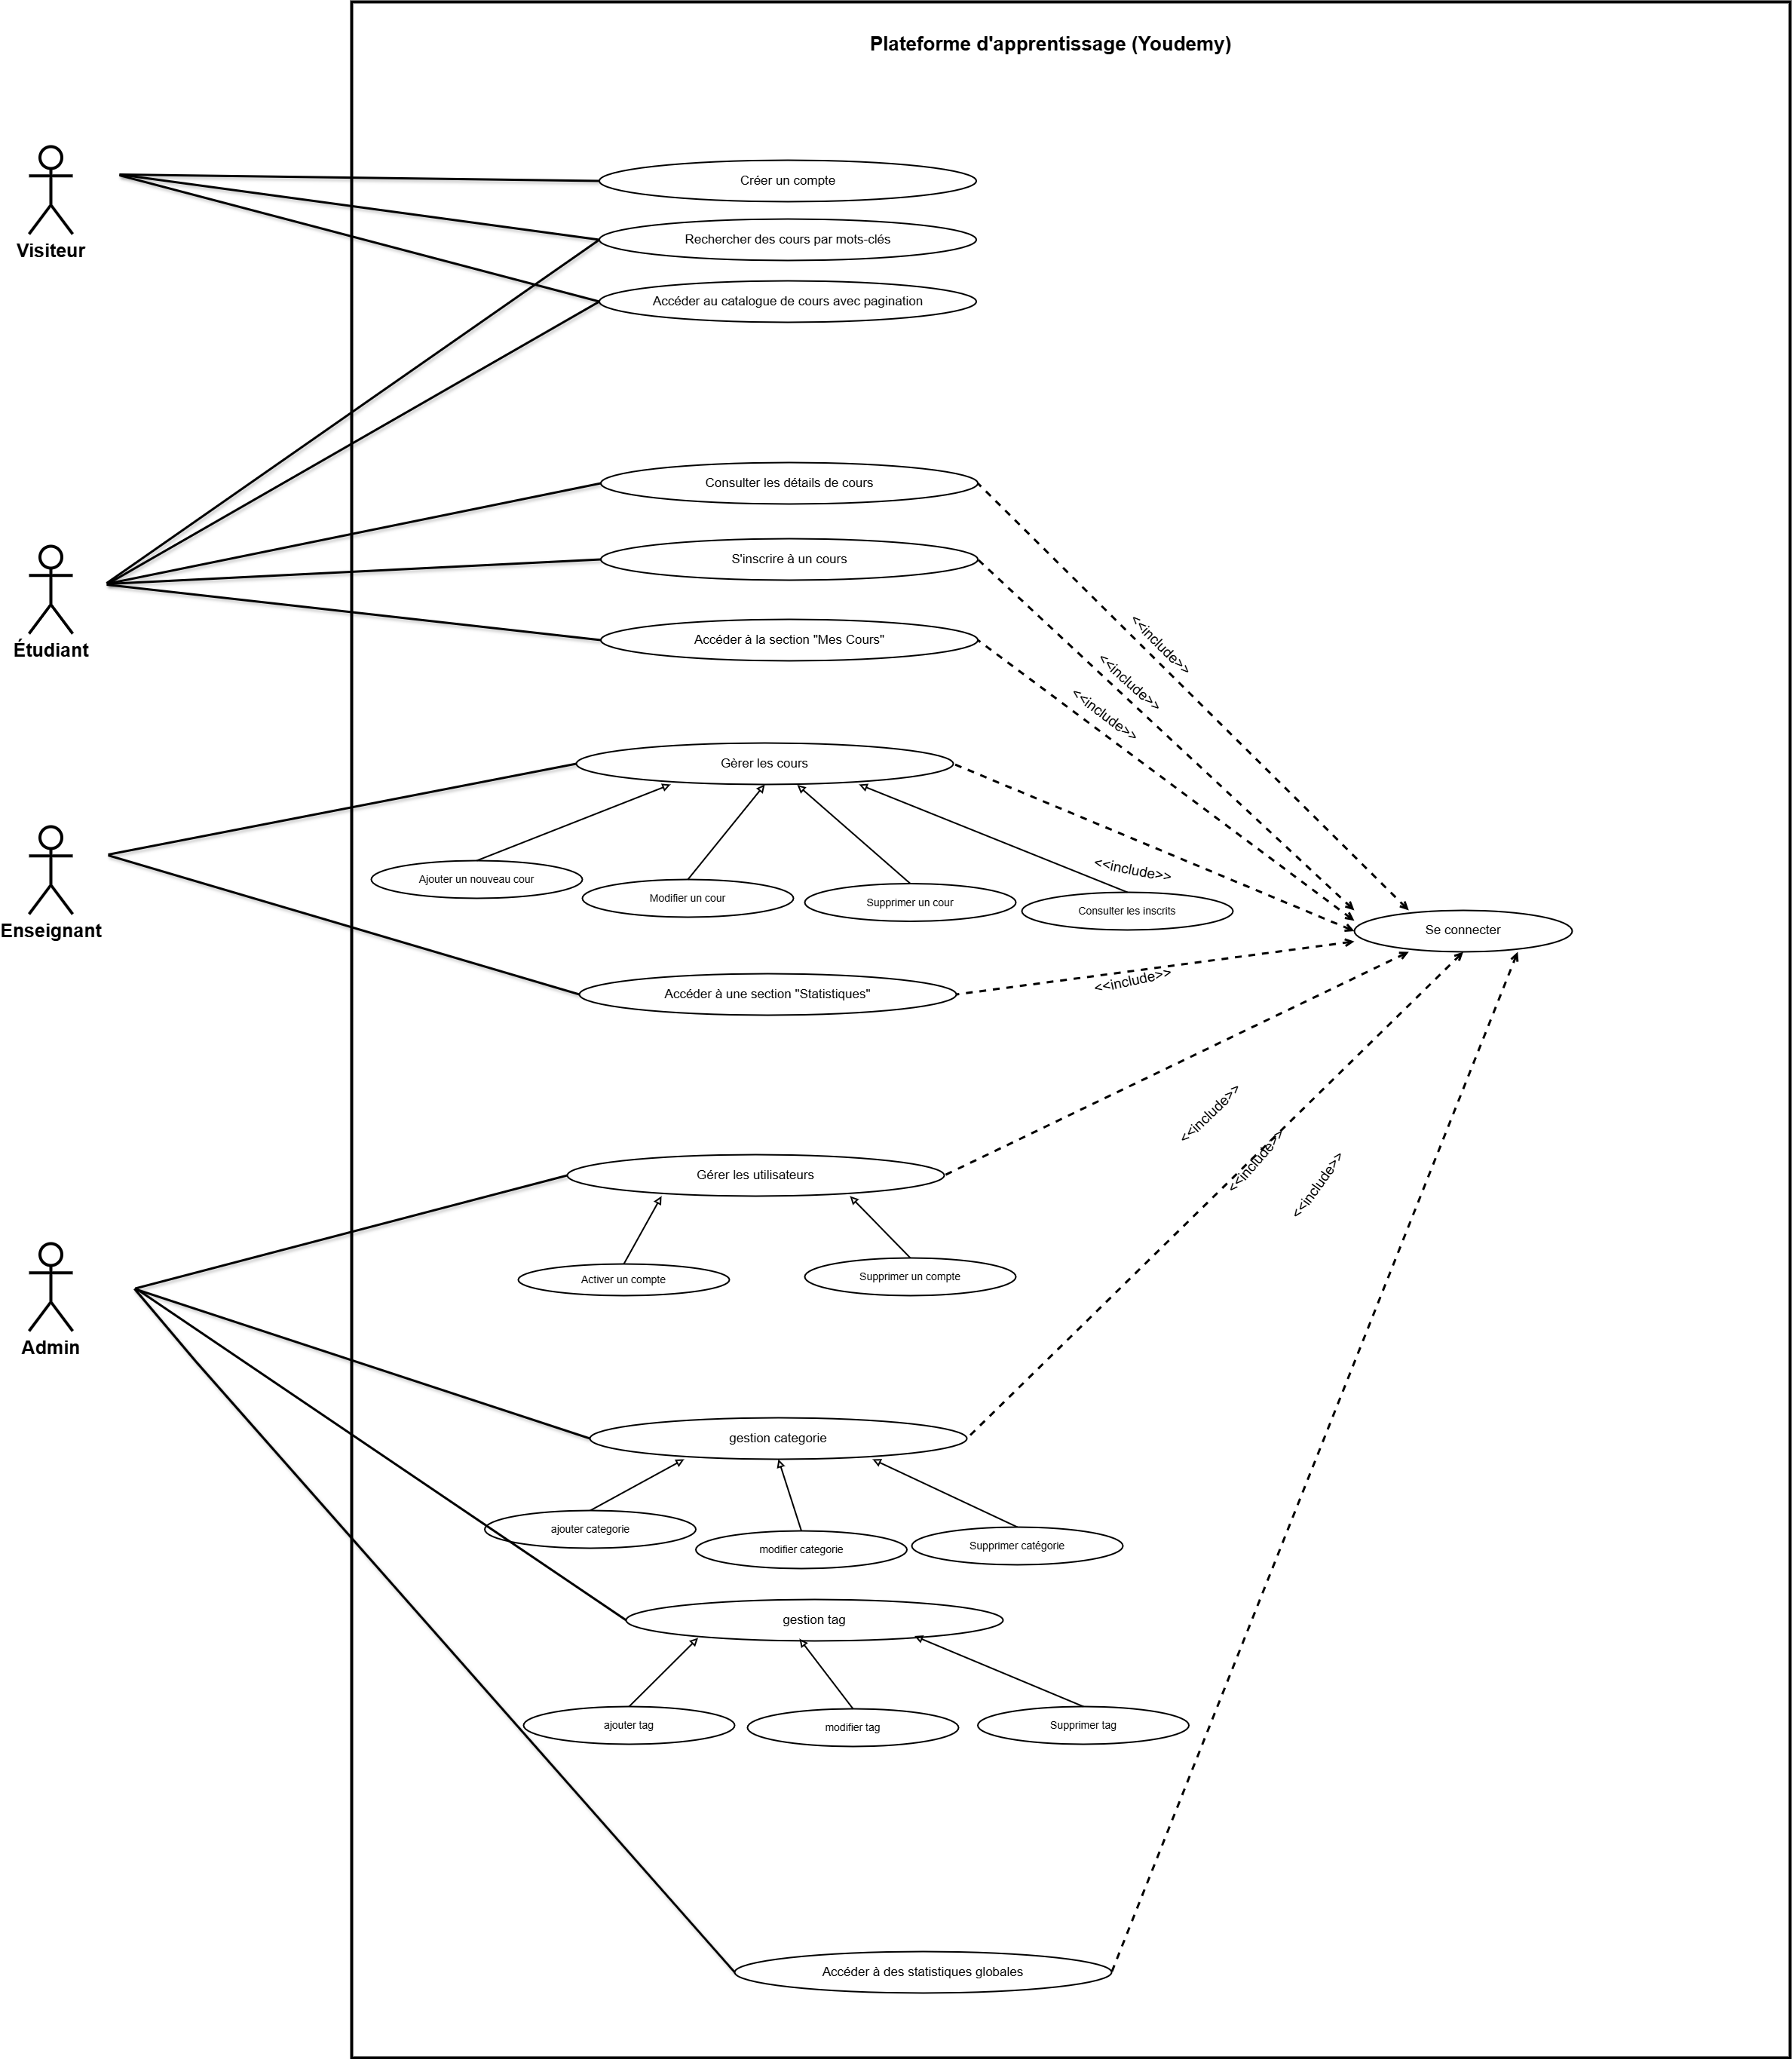 Plateforme d'apprentissage (Youdemy)
Visiteur
Créer un compte
Rechercher des cours par mots-clés
Accéder au catalogue de cours avec pagination
Étudiant
Consulter les détails de cours
S'inscrire à un cours
Accéder à la section "Mes Cours"
<<include>>
<<include>>
<<include>>
Enseignant
Gèrer les cours
Ajouter un nouveau cour
Modifier un cour
Supprimer un cour
Consulter les inscrits
<<include>>
Se connecter
Accéder à une section "Statistiques"
<<include>>
Admin
Gérer les utilisateurs
<<include>>
<<include>>
<<include>>
Activer un compte
Supprimer un compte
gestion categorie
ajouter categorie
modifier categorie
Supprimer catégorie
gestion tag
ajouter tag
modifier tag
Supprimer tag
Accéder à des statistiques globales